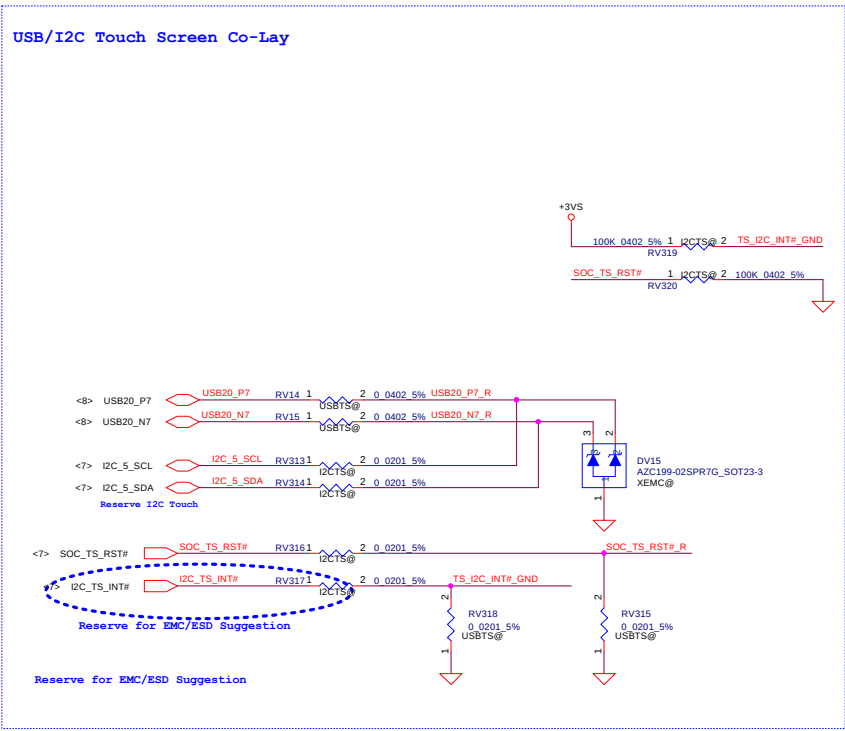 USB/I2C Touch Screen Co-Lay
+3VS
100K_0402_5% 1 I2CTS@ 2 TS_I2C_INT#_GND
RV319
SOC_TS_RST# 1 I2CTS@ 2 100K_0402_5%
RV320
<8> USB20_P7 USB20_P7 RV14 1 2 0_0402_5% USB20_P7_R
USBTS@
<8> USB20_N7 USB20_N7 RV15 1 2 0_0402_5% USB20_N7_R
USBTS@
3 2
DV15
AZC199-02SPR7G_SOT23-3
XEMC@
1
<7> I2C_5_SCL I2C_5_SCL RV313 1 2 0_0201_5%
I2CTS@
<7> I2C_5_SDA I2C_5_SDA RV314 1 2 0_0201_5%
I2CTS@
Reserve I2C Touch
<7> SOC_TS_RST# SOC_TS_RST# RV316 1 2 0_0201_5% SOC_TS_RST#_R
I2CTS@
<7> I2C_TS_INT# I2C_TS_INT# RV317 1 2 0_0201_5% TS_I2C_INT#_GND
I2CTS@
2 RV318 2 RV315
0_0201_5% 0_0201_5%
USBTS@ USBTS@
1 1
Reserve for EMC/ESD Suggestion
Reserve for EMC/ESD Suggestion